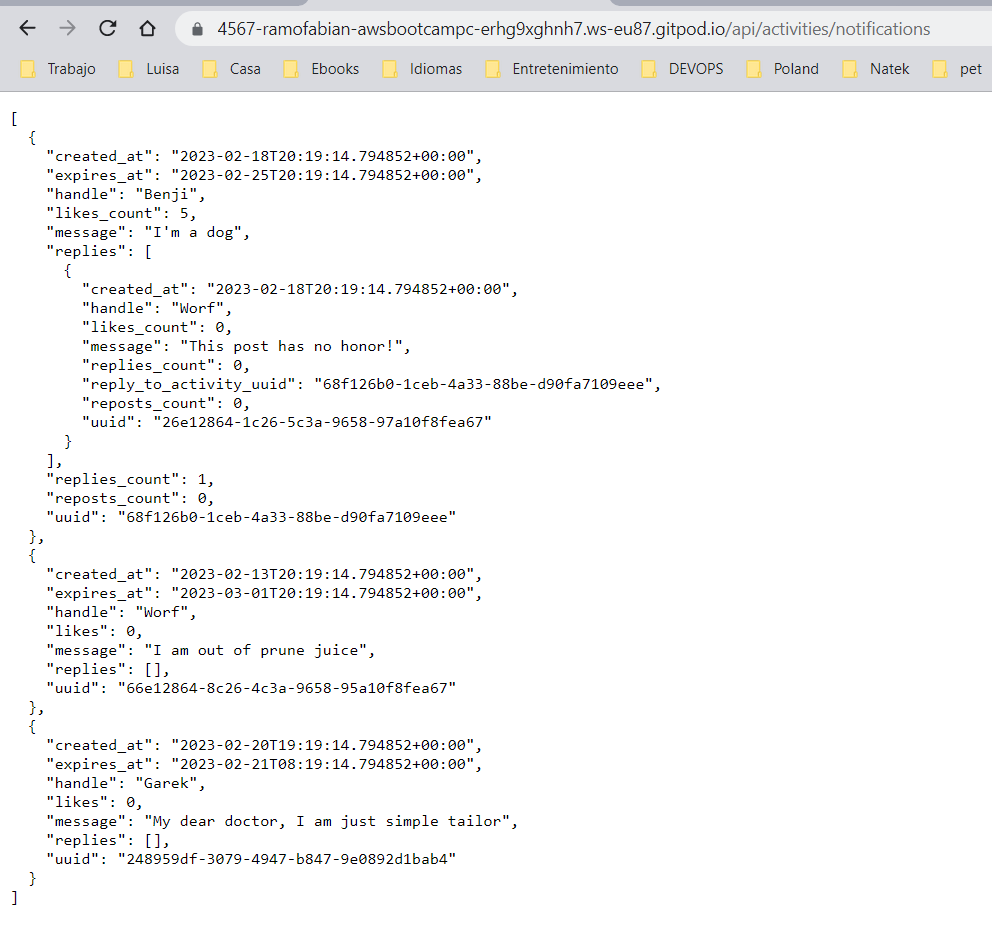 4567-ramofabian-awsbootcampc-erhg9xghnh7.ws-eu87.gitpod.io/api/activities/notifications
Trabajo Luisa Casa Ebooks Idiomas Entretenimiento DEVOPS Poland Natek pet
[
  {
    "created_at": "2023-02-18T20:19:14.794852+00:00",
    "expires_at": "2023-02-25T20:19:14.794852+00:00",
    "handle": "Benji",
    "likes_count": 5,
    "message": "I'm a dog",
    "replies": [
      {
        "created_at": "2023-02-18T20:19:14.794852+00:00",
        "handle": "Worf",
        "likes_count": 0,
        "message": "This post has no honor!",
        "replies_count": 0,
        "reply_to_activity_uuid": "68f126b0-1ceb-4a33-88be-d90fa7109eee",
        "reposts_count": 0,
        "uuid": "26e12864-1c26-5c3a-9658-97a10f8fea67"
      }
    ],
    "replies_count": 1,
    "reposts_count": 0,
    "uuid": "68f126b0-1ceb-4a33-88be-d90fa7109eee"
  },
  {
    "created_at": "2023-02-13T20:19:14.794852+00:00",
    "expires_at": "2023-03-01T20:19:14.794852+00:00",
    "handle": "Worf",
    "likes": 0,
    "message": "I am out of prune juice",
    "replies": [],
    "uuid": "66e12864-8c26-4c3a-9658-95a10f8fea67"
  },
  {
    "created_at": "2023-02-20T19:19:14.794852+00:00",
    "expires_at": "2023-02-21T08:19:14.794852+00:00",
    "handle": "Garek",
    "likes": 0,
    "message": "My dear doctor, I am just simple tailor",
    "replies": [],
    "uuid": "248959df-3079-4947-b847-9e0892d1bab4"
  }
]